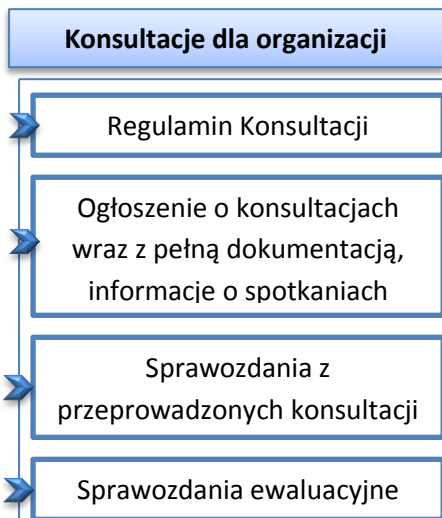 Konsultacje dla organizacji
Regulamin Konsultacji
Ogłoszenie o konsultacjach
wraz z pełną dokumentacją,
informacje o spotkaniach
Sprawozdania z
przeprowadzonych konsultacji
Sprawozdania ewaluacyjne